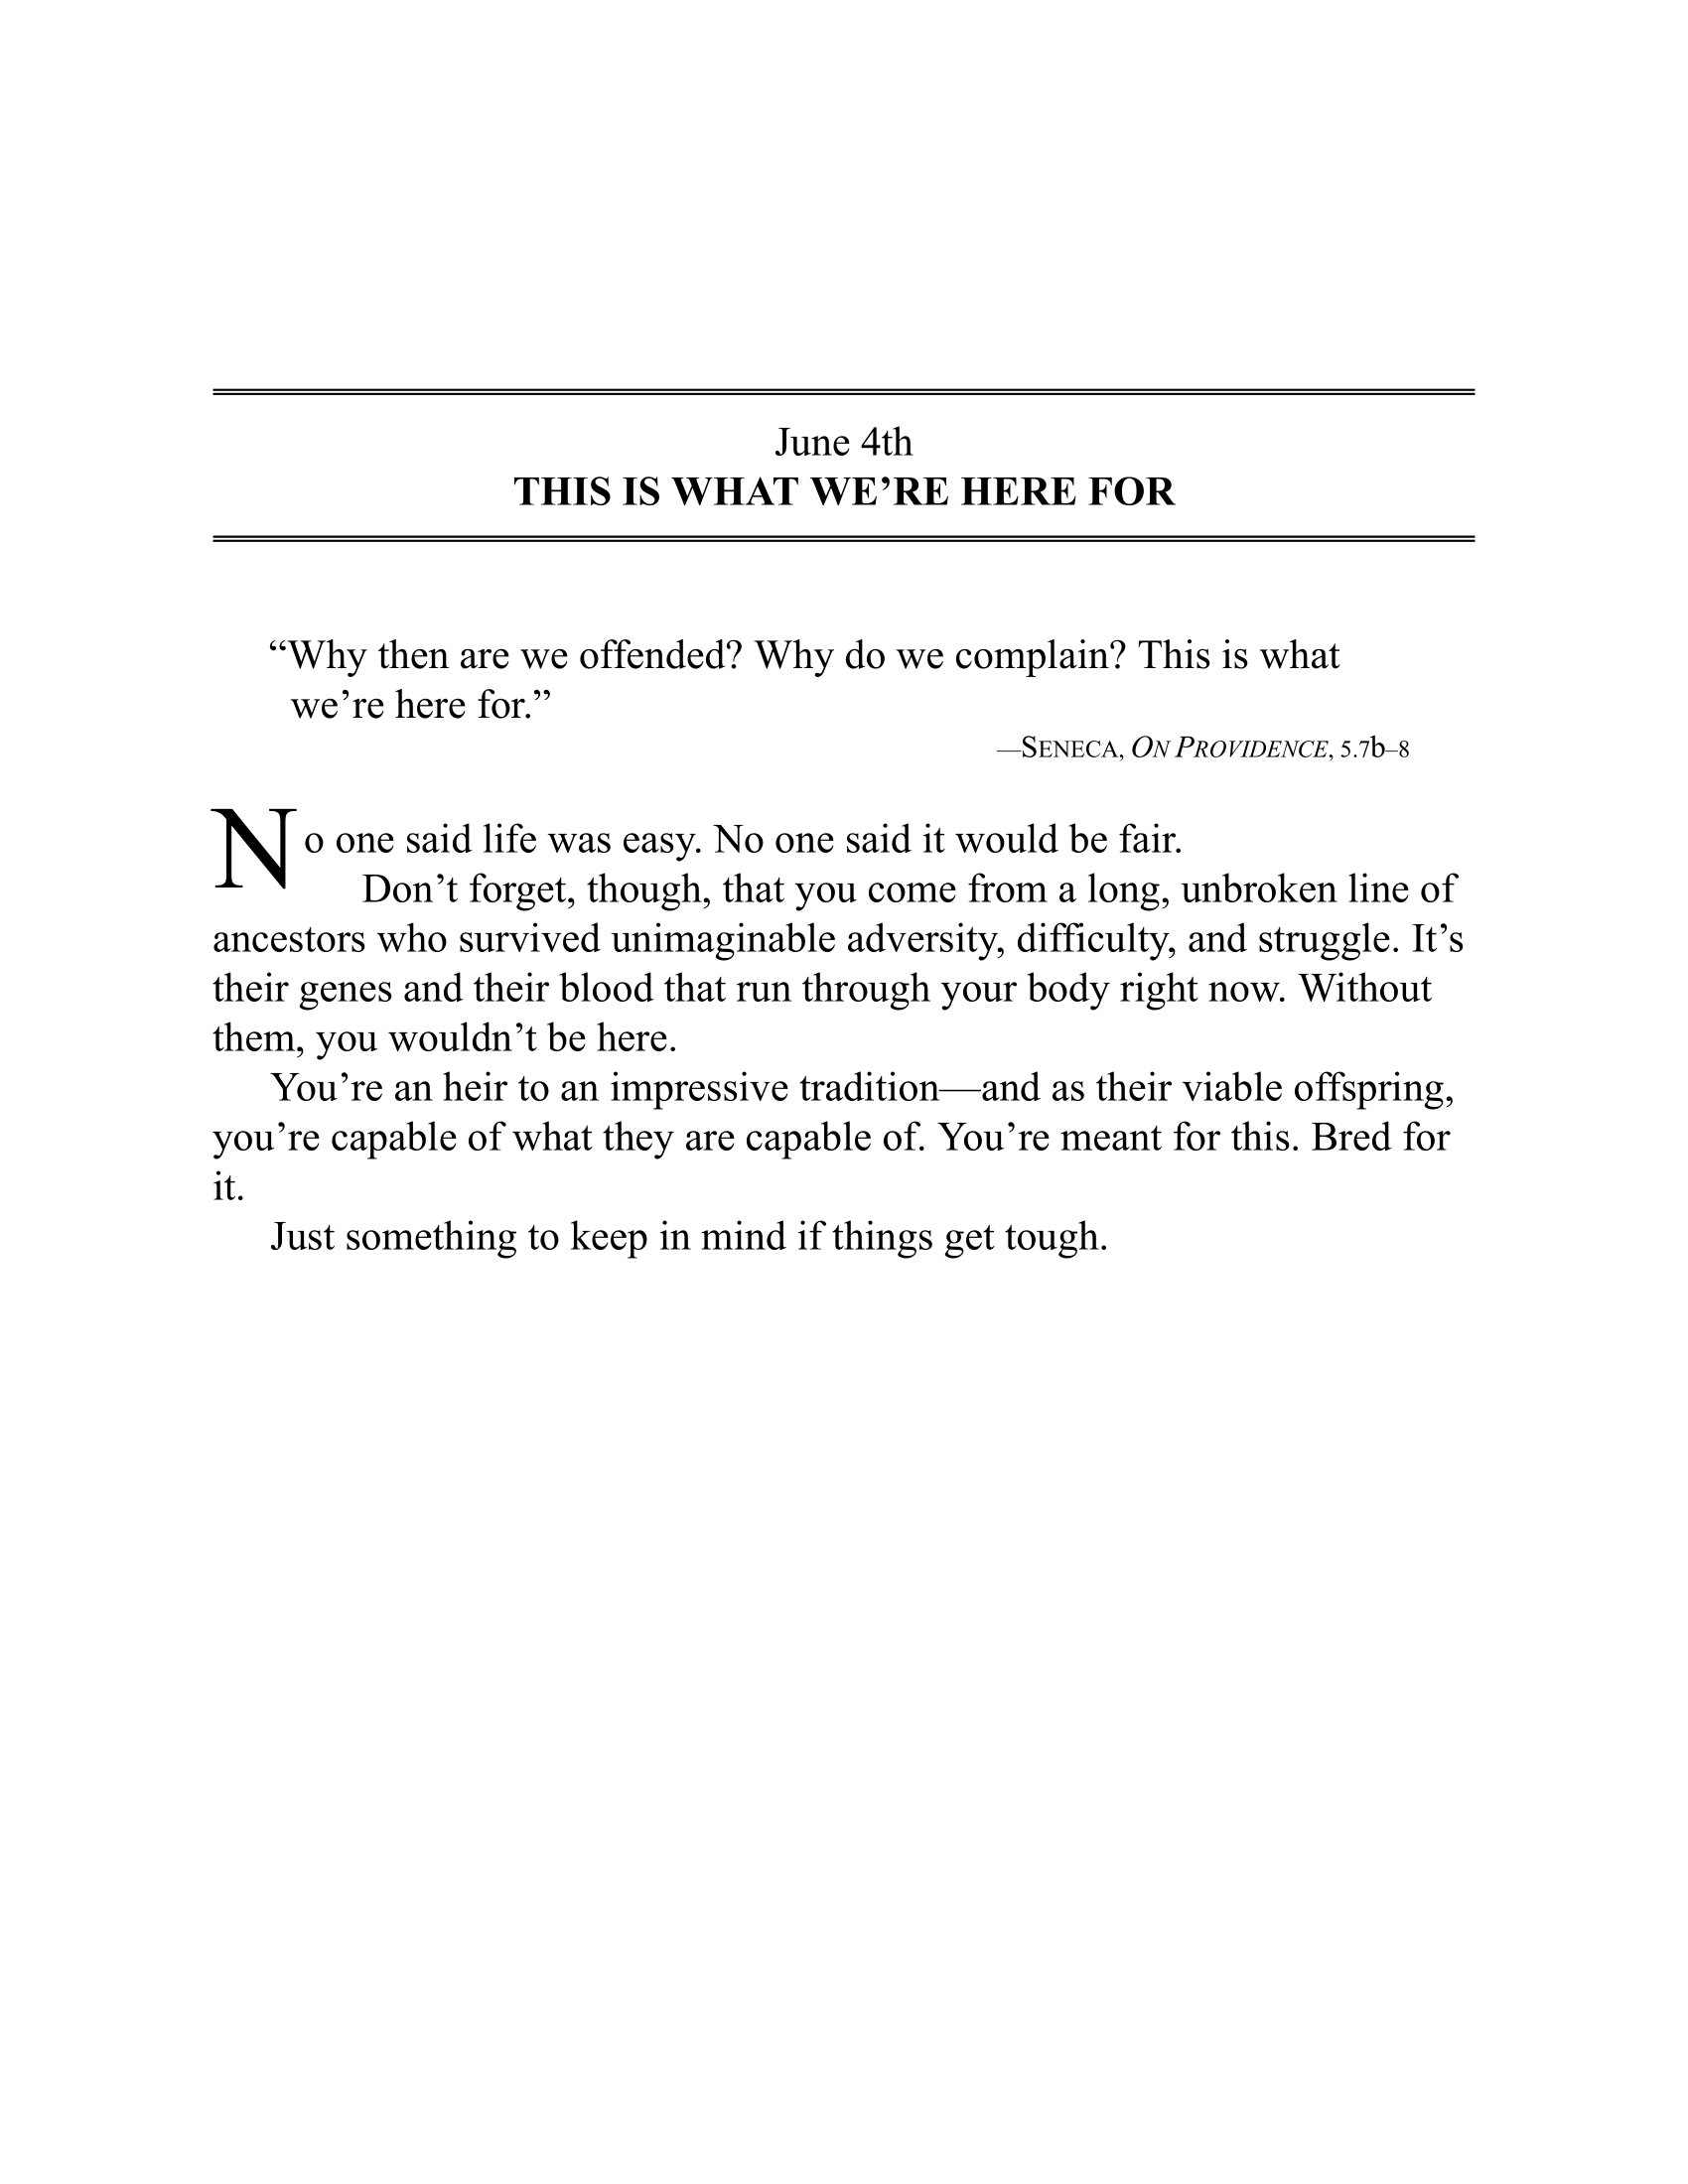 June 4th
THIS IS WHAT WE’RE HERE FOR
“Why then are we offended? Why do we complain? This is what
we’re here for.”
—SENECA, ON PROVIDENCE, 5.7b–8
No one said life was easy. No one said it would be fair.
Don’t forget, though, that you come from a long, unbroken line of
ancestors who survived unimaginable adversity, difficulty, and struggle. It’s
their genes and their blood that run through your body right now. Without
them, you wouldn’t be here.
You’re an heir to an impressive tradition—and as their viable offspring,
you’re capable of what they are capable of. You’re meant for this. Bred for
it.
Just something to keep in mind if things get tough.